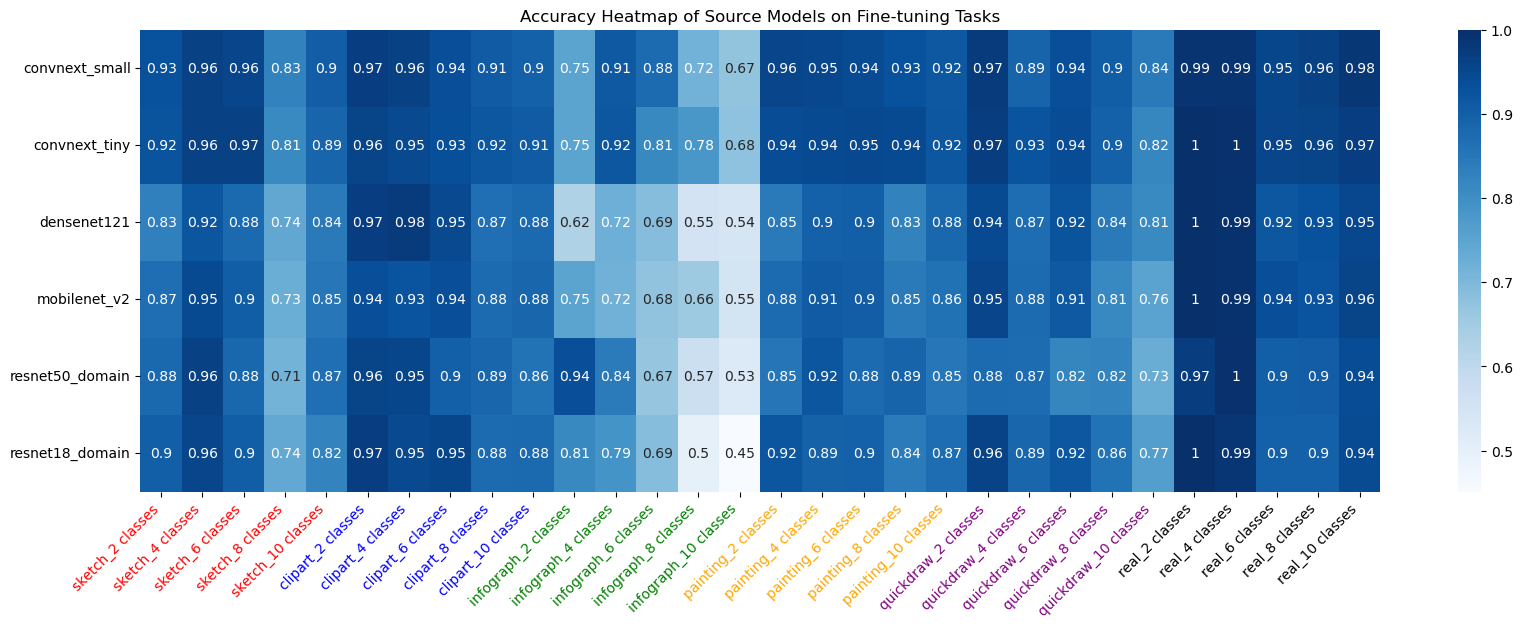 Accuracy Heatmap of Source Models on Fine-tuning Tasks
convnext_small 0.93 0.96 0.96 0.83 0.9 0.97 0.96 0.94 0.91 0.9 0.75 0.91 0.88 0.72 0.67 0.96 0.95 0.94 0.93 0.92 0.97 0.89 0.94 0.9 0.84 0.99 0.99 0.95 0.96 0.98
convnext_tiny 0.92 0.96 0.97 0.81 0.89 0.96 0.95 0.93 0.92 0.91 0.75 0.92 0.81 0.78 0.68 0.94 0.94 0.95 0.94 0.92 0.97 0.93 0.94 0.9 0.82 1 1 0.95 0.96 0.97
densenet121 0.83 0.92 0.88 0.74 0.84 0.97 0.98 0.95 0.87 0.88 0.62 0.72 0.69 0.55 0.54 0.85 0.9 0.9 0.83 0.88 0.94 0.87 0.92 0.84 0.81 1 0.99 0.92 0.93 0.95
mobilenet_v2 0.87 0.95 0.9 0.73 0.85 0.94 0.93 0.94 0.88 0.88 0.75 0.72 0.68 0.66 0.55 0.88 0.91 0.9 0.85 0.86 0.95 0.88 0.91 0.81 0.76 1 0.99 0.94 0.93 0.96
resnet50_domain 0.88 0.96 0.88 0.71 0.87 0.96 0.95 0.9 0.89 0.86 0.94 0.84 0.67 0.57 0.53 0.85 0.92 0.88 0.89 0.85 0.88 0.87 0.82 0.82 0.73 0.97 1 0.9 0.9 0.94
resnet18_domain 0.9 0.96 0.9 0.74 0.82 0.97 0.95 0.95 0.88 0.88 0.81 0.79 0.69 0.5 0.45 0.92 0.89 0.9 0.84 0.87 0.96 0.89 0.92 0.86 0.77 1 0.99 0.9 0.9 0.94
sketch_2 classes
sketch_4 classes
sketch_6 classes
sketch_8 classes
sketch_10 classes
clipart_2 classes
clipart_4 classes
clipart_6 classes
clipart_8 classes
clipart_10 classes
infograph_2 classes
infograph_4 classes
infograph_6 classes
infograph_8 classes
infograph_10 classes
painting_2 classes
painting_4 classes
painting_6 classes
painting_8 classes
painting_10 classes
quickdraw_2 classes
quickdraw_4 classes
quickdraw_6 classes
quickdraw_8 classes
quickdraw_10 classes
real_2 classes
real_4 classes
real_6 classes
real_8 classes
real_10 classes
1.0
0.9
0.8
0.7
0.6
0.5